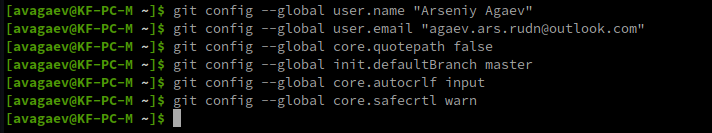 [avagaev@KF-PC-M ~]$ git config --global user.name "Arseniy Agaev"
[avagaev@KF-PC-M ~]$ git config --global user.email "agaev.ars.rudn@outlook.com"
[avagaev@KF-PC-M ~]$ git config --global core.quotepath false
[avagaev@KF-PC-M ~]$ git config --global init.defaultBranch master
[avagaev@KF-PC-M ~]$ git config --global core.autocrlf input
[avagaev@KF-PC-M ~]$ git config --global core.safecrtl warn
[avagaev@KF-PC-M ~]$